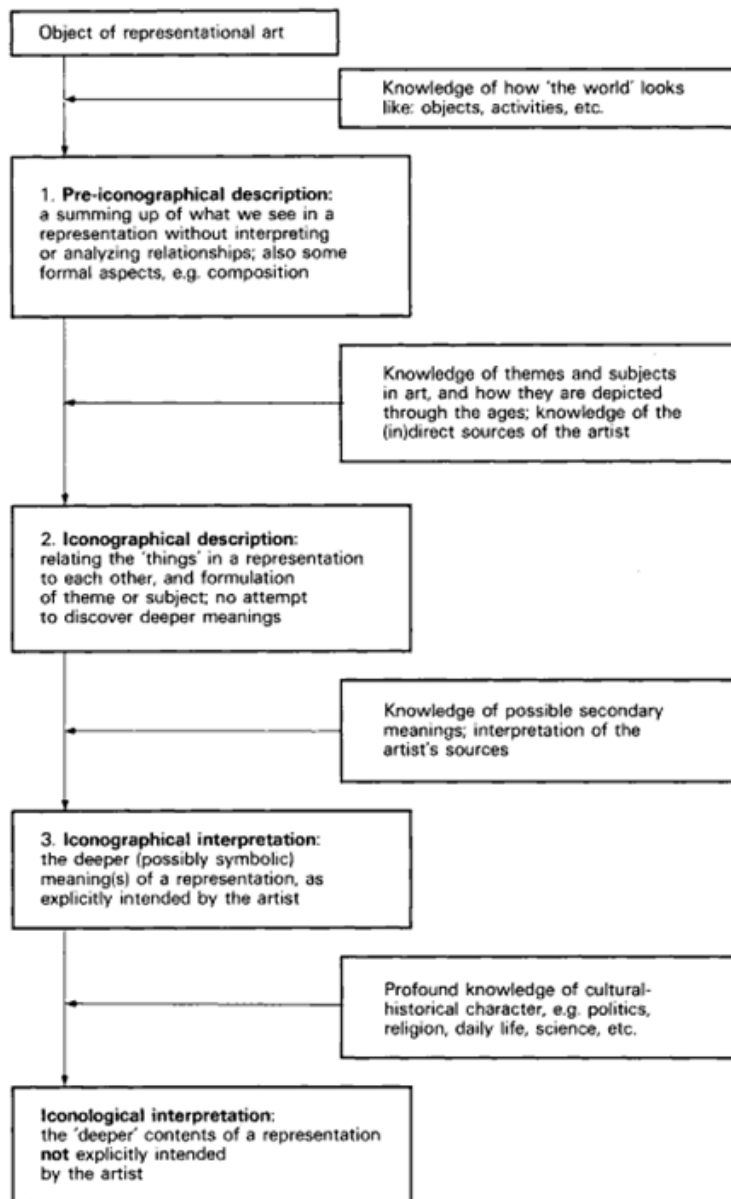 Object of representational art
Knowledge of how 'the world' looks
like: objects, activities, etc.
1. Pre-iconographical description:
a summing up of what we see in a
representation without interpreting
or analyzing relationships; also some
formal aspects, e.g. composition
Knowledge of themes and subjects
in art, and how they are depicted
through the ages; knowledge of the
(in)direct sources of the artist
2. Iconographical description:
relating the 'things' in a representation
to each other, and formulation
of theme or subject; no attempt
to discover deeper meanings
Knowledge of possible secondary
meanings; interpretation of the
artist's sources
3. Iconographical interpretation:
the deeper (possibly symbolic)
meaning(s) of a representation, as
explicitly intended by the artist
Profound knowledge of cultural-
historical character, e.g. politics,
religion, daily life, science, etc.
Iconological interpretation:
the 'deeper' contents of a representation
not explicitly intended
by the artist